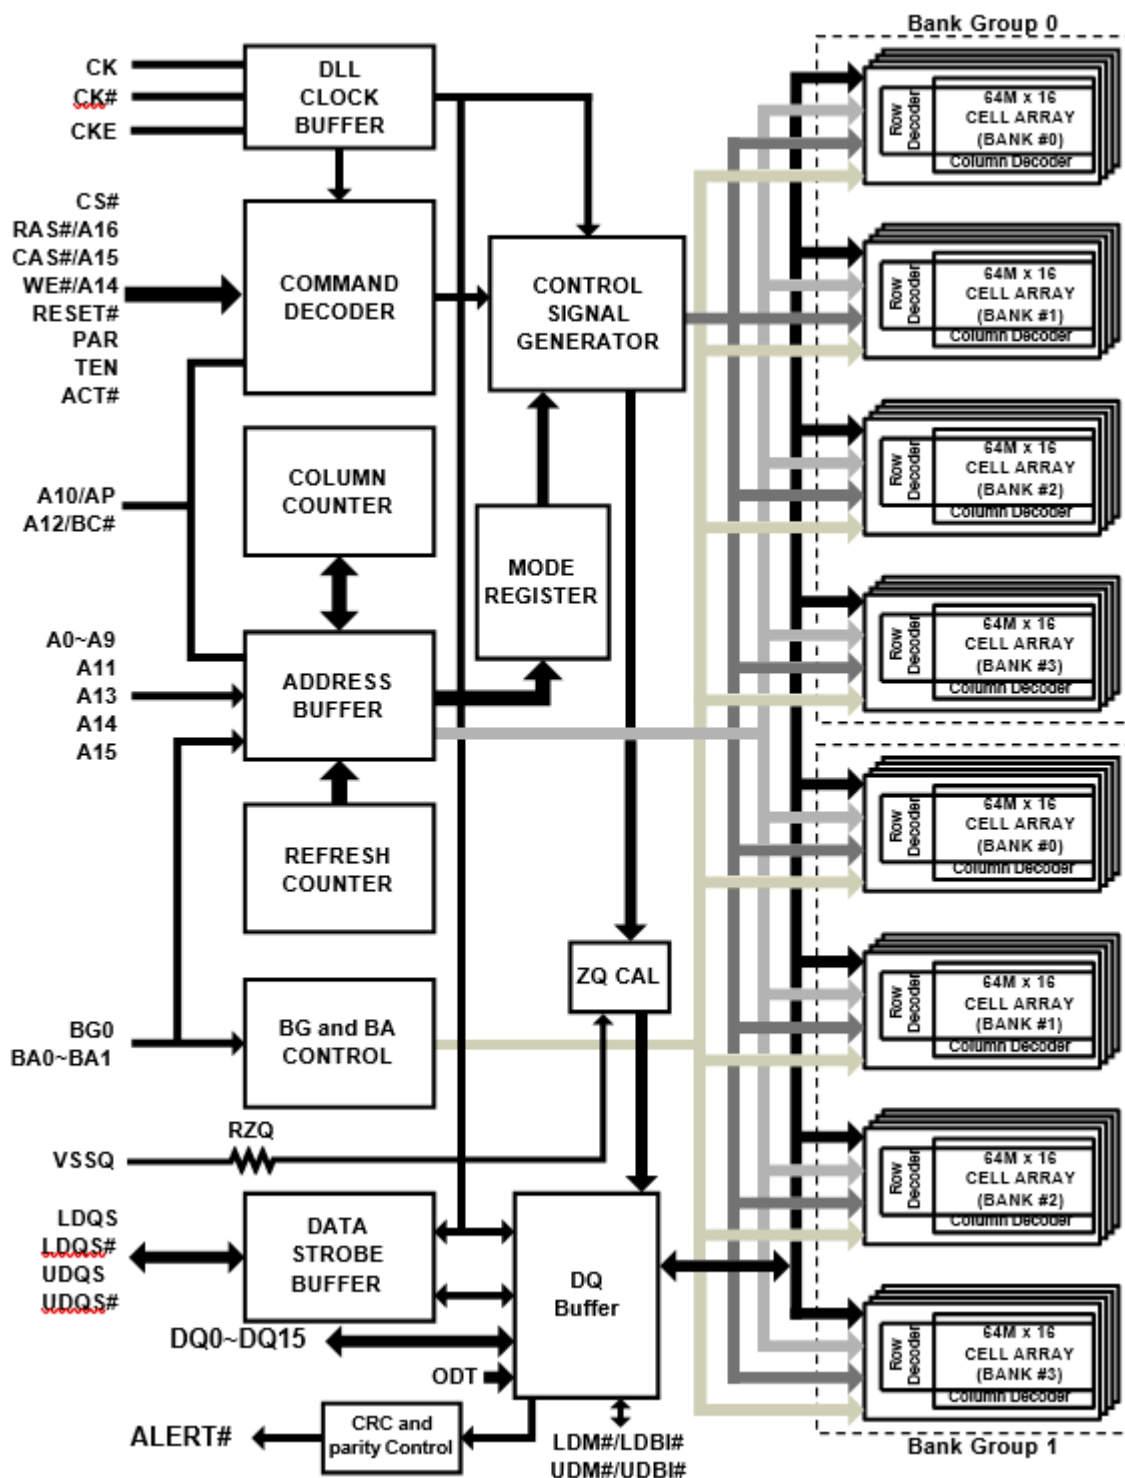 Bank Group 0
CK
CK#
CKE
DLL
CLOCK
BUFFER
CS#
RAS#/A16
CAS#/A15
WE#/A14
RESET#
PAR
TEN
ACT#
COMMAND
DECODER
CONTROL
SIGNAL
GENERATOR
A10/AP
A12/BC#
COLUMN
COUNTER
MODE
REGISTER
A0~A9
A11
A13
A14
A15
ADDRESS
BUFFER
REFRESH
COUNTER
ZQ CAL
BG0
BA0~BA1
BG and BA
CONTROL
RZQ
VSSQ
LDQS
LDQS#
UDQS
UDQS#
DATA
STROBE
BUFFER
DQ
Buffer
DQ0~DQ15
ODT
ALERT#
CRC and
parity Control
LDM#/LDBI#
UDM#/UDBI#
Row
Decoder
64M x 16
CELL ARRAY
(BANK #0)
Column Decoder
Row
Decoder
64M x 16
CELL ARRAY
(BANK #1)
Column Decoder
Row
Decoder
64M x 16
CELL ARRAY
(BANK #2)
Column Decoder
Row
Decoder
64M x 16
CELL ARRAY
(BANK #3)
Column Decoder
Row
Decoder
64M x 16
CELL ARRAY
(BANK #0)
Column Decoder
Row
Decoder
64M x 16
CELL ARRAY
(BANK #1)
Column Decoder
Row
Decoder
64M x 16
CELL ARRAY
(BANK #2)
Column Decoder
Row
Decoder
64M x 16
CELL ARRAY
(BANK #3)
Column Decoder
Bank Group 1